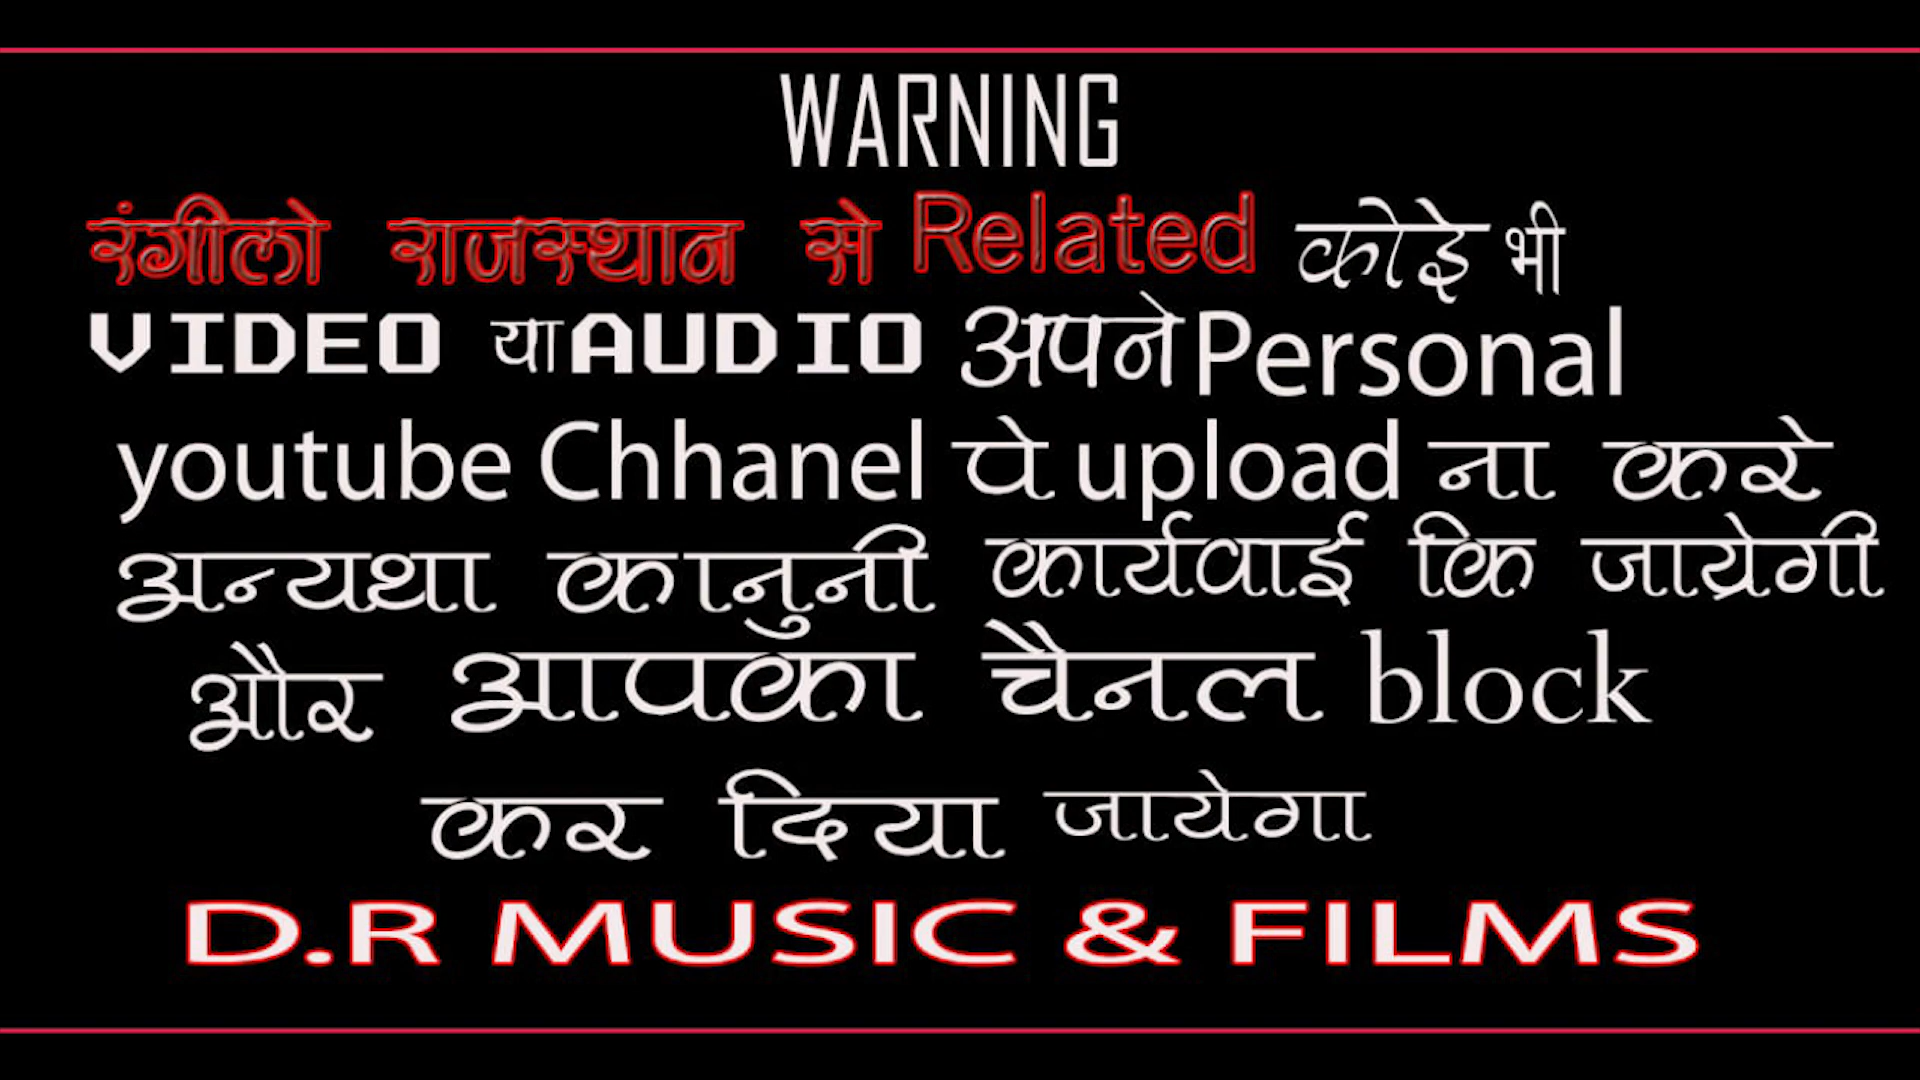 WARNING
रंगीलो राजस्थान से Related कोइे भी
VIDEO या AUDIO अपने Personal
youtube Chhanel पे upload ना करे
अन्यथा कानुनी कार्यवाई कि जाय्रेगी
और आपका चैनल block
कर दिया जायेगा
D.R MUSIC & FILMS